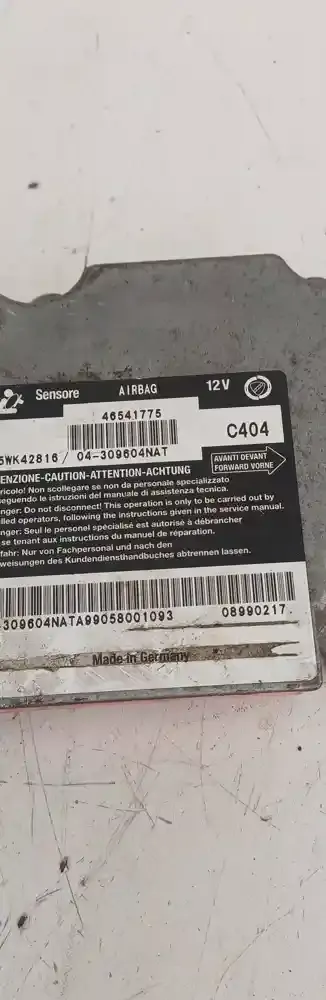 Sensore AIRBAG 12V
46541775
5WK42816 / 04-309604NAT
C404
AVANTI DEVANT
FORWARD VORNE
ENZIONE-CAUTION-ATTENTION-ACHTUNG
ricolo! Non scollegare se non da personale specializzato
eguendo le istruzioni del manuale di assistenza tecnica.
nger: Do not disconnect! This operation is only to be carried out by
lled operators, following the instructions given in the service manual.
nger: Seul le personel spécialisé est autorisé à débrancher
se tenant aux instructions du manuel de réparation.
fahr: Nur von Fachpersonal und nach den
weisungen des Kundendiensthandbuches abtrennen lassen.
309604NATA99058001093 08990217.
Made in Germany